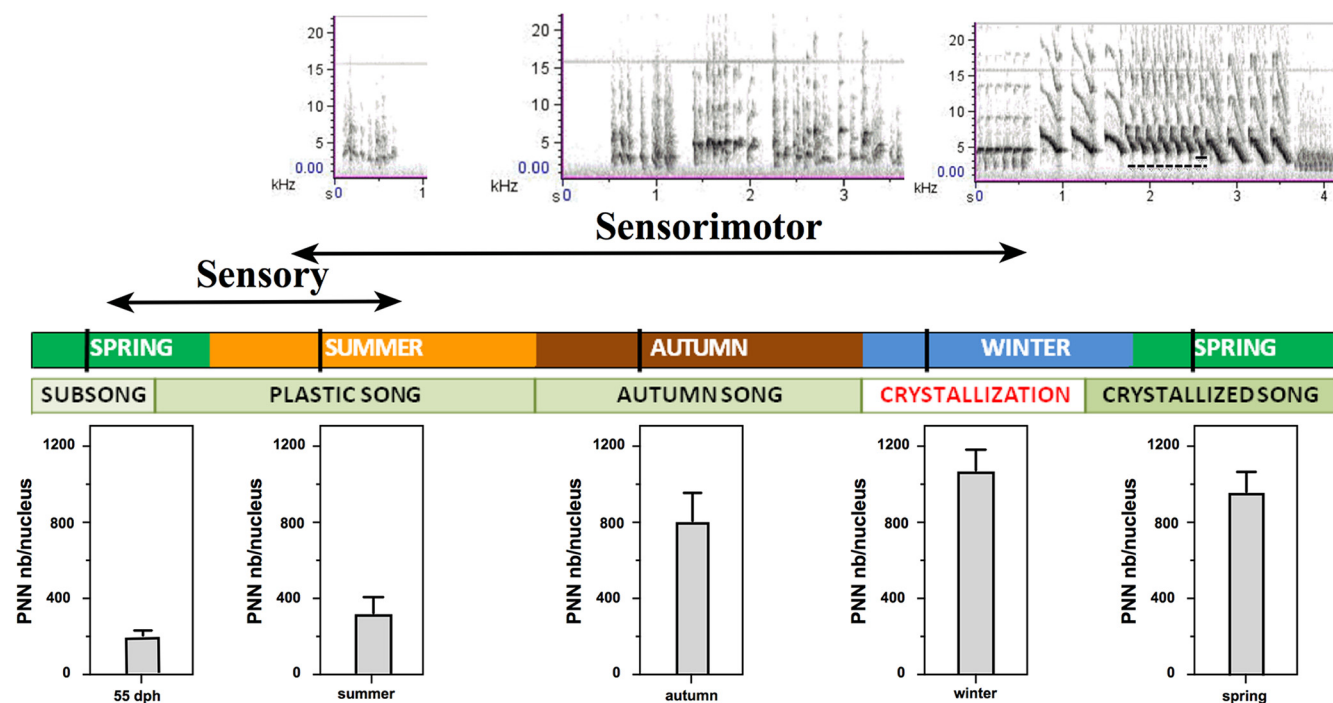 20
15
10
5
0.00
kHz
s0 1
20
15
10
5
0.00
kHz
s0 1 2 3
20
15
10
5
0.00
kHz
s0 1 2 3 4
Sensorimotor
Sensory
SPRING SUMMER AUTUMN WINTER SPRING
SUBSONG PLASTIC SONG AUTUMN SONG CRYSTALLIZATION CRYSTALLIZED SONG
PNN nb/nucleus
1200
800
400
0
55 dph
PNN nb/nucleus
1200
800
400
0
summer
PNN nb/nucleus
1200
800
400
0
autumn
PNN nb/nucleus
1200
800
400
0
winter
PNN nb/nucleus
1200
800
400
0
spring